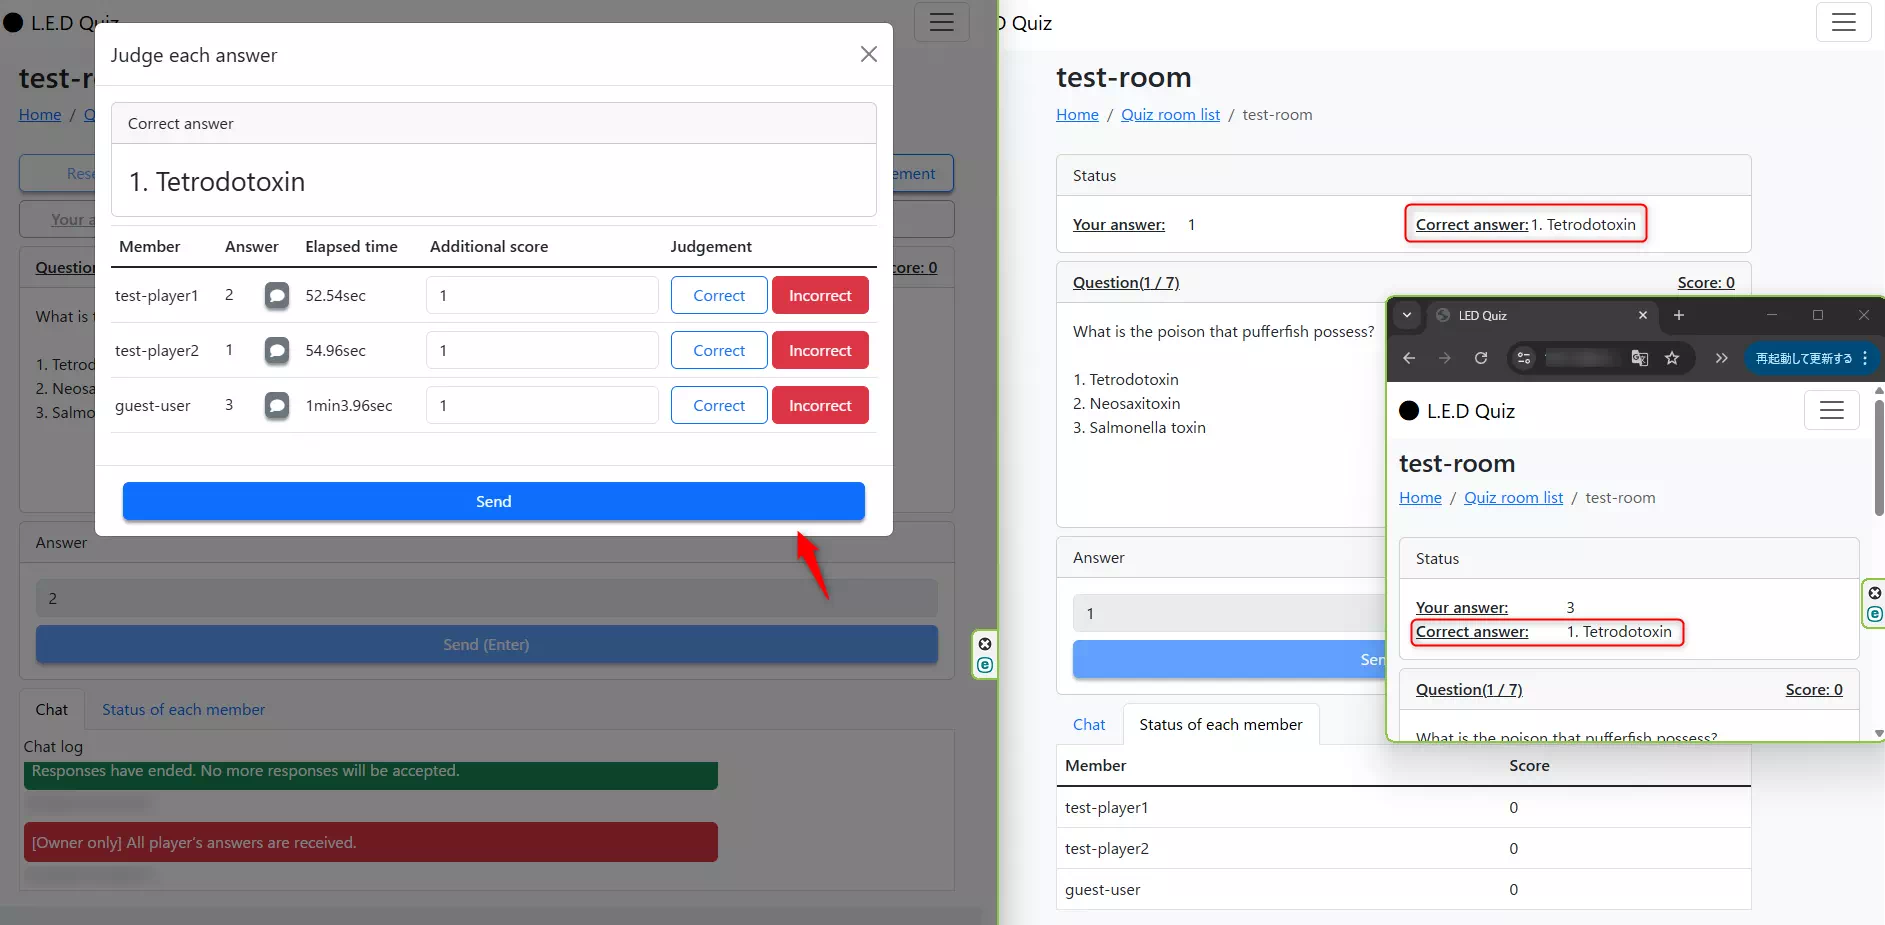 L.E.D Quiz
test-r
Home / Q
Rese
ement
Your a
Question
core: 0
What is t
1. Tetrod
2. Neosa
3. Salmo
Judge each answer
Correct answer
1. Tetrodotoxin
Member Answer Elapsed time Additional score Judgement
test-player1 2 52.54sec 1 Correct Incorrect
test-player2 1 54.96sec 1 Correct Incorrect
guest-user 3 1min3.96sec 1 Correct Incorrect
Send
Answer
2
Send (Enter)
Chat Status of each member
Chat log
Responses have ended. No more responses will be accepted.
[Owner only] All player's answers are received.
D Quiz
test-room
Home / Quiz room list / test-room
Status
Your answer: 1 Correct answer: 1. Tetrodotoxin
Question(1 / 7) Score: 0
What is the poison that pufferfish possess?
1. Tetrodotoxin
2. Neosaxitoxin
3. Salmonella toxin
Answer
1
Sen
Chat Status of each member
Member Score
test-player1 0
test-player2 0
guest-user 0
LED Quiz
再起動して更新する
L.E.D Quiz
test-room
Home / Quiz room list / test-room
Status
Your answer: 3
Correct answer: 1. Tetrodotoxin
Question(1 / 7) Score: 0
What is the poison that pufferfish possess?